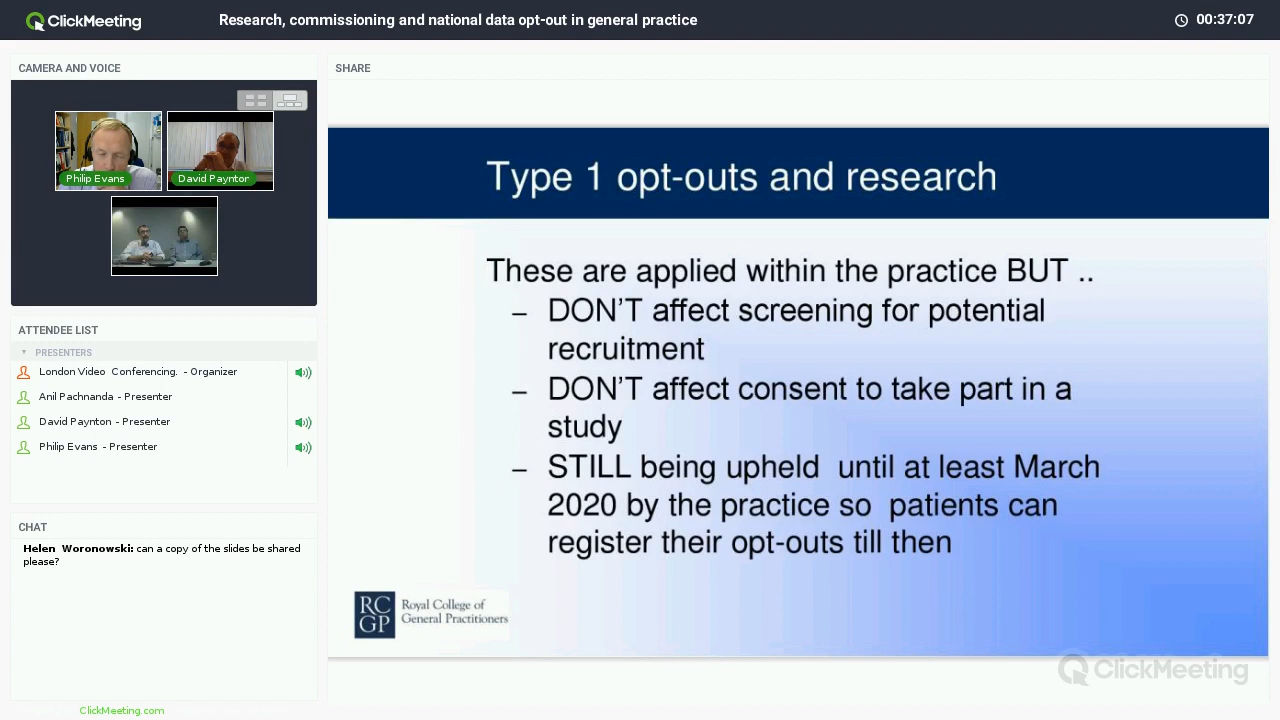 ClickMeeting
Research, commissioning and national data opt-out in general practice
00:37:07
CAMERA AND VOICE
Philip Evans
David Paynton
ATTENDEE LIST
PRESENTERS
London Video Conferencing. - Organizer
Anil Pachnanda - Presenter
David Paynton - Presenter
Philip Evans - Presenter
CHAT
Helen Woronowski: can a copy of the slides be shared
please?
ClickMeeting.com
SHARE
Type 1 opt-outs and research
These are applied within the practice BUT ..
– DON'T affect screening for potential
recruitment
– DON'T affect consent to take part in a
study
– STILL being upheld until at least March
2020 by the practice so patients can
register their opt-outs till then
RC
GP
Royal College of
General Practitioners
ClickMeeting